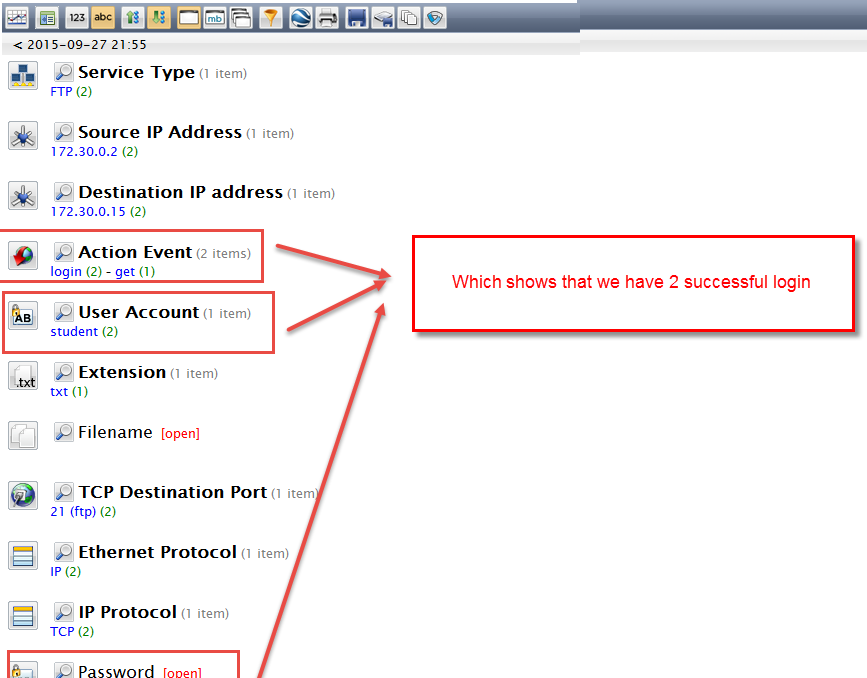 123 abc mb
< 2015-09-27 21:55
Service Type (1 item)
FTP (2)
Source IP Address (1 item)
172.30.0.2 (2)
Destination IP address (1 item)
172.30.0.15 (2)
Action Event (2 items)
login (2) - get (1)
Which shows that we have 2 successful login
AB
User Account (1 item)
student (2)
.txt
Extension (1 item)
txt (1)
Filename [open]
TCP Destination Port (1 item)
21 (ftp) (2)
Ethernet Protocol (1 item)
IP (2)
IP Protocol (1 item)
TCP (2)
Password [open]